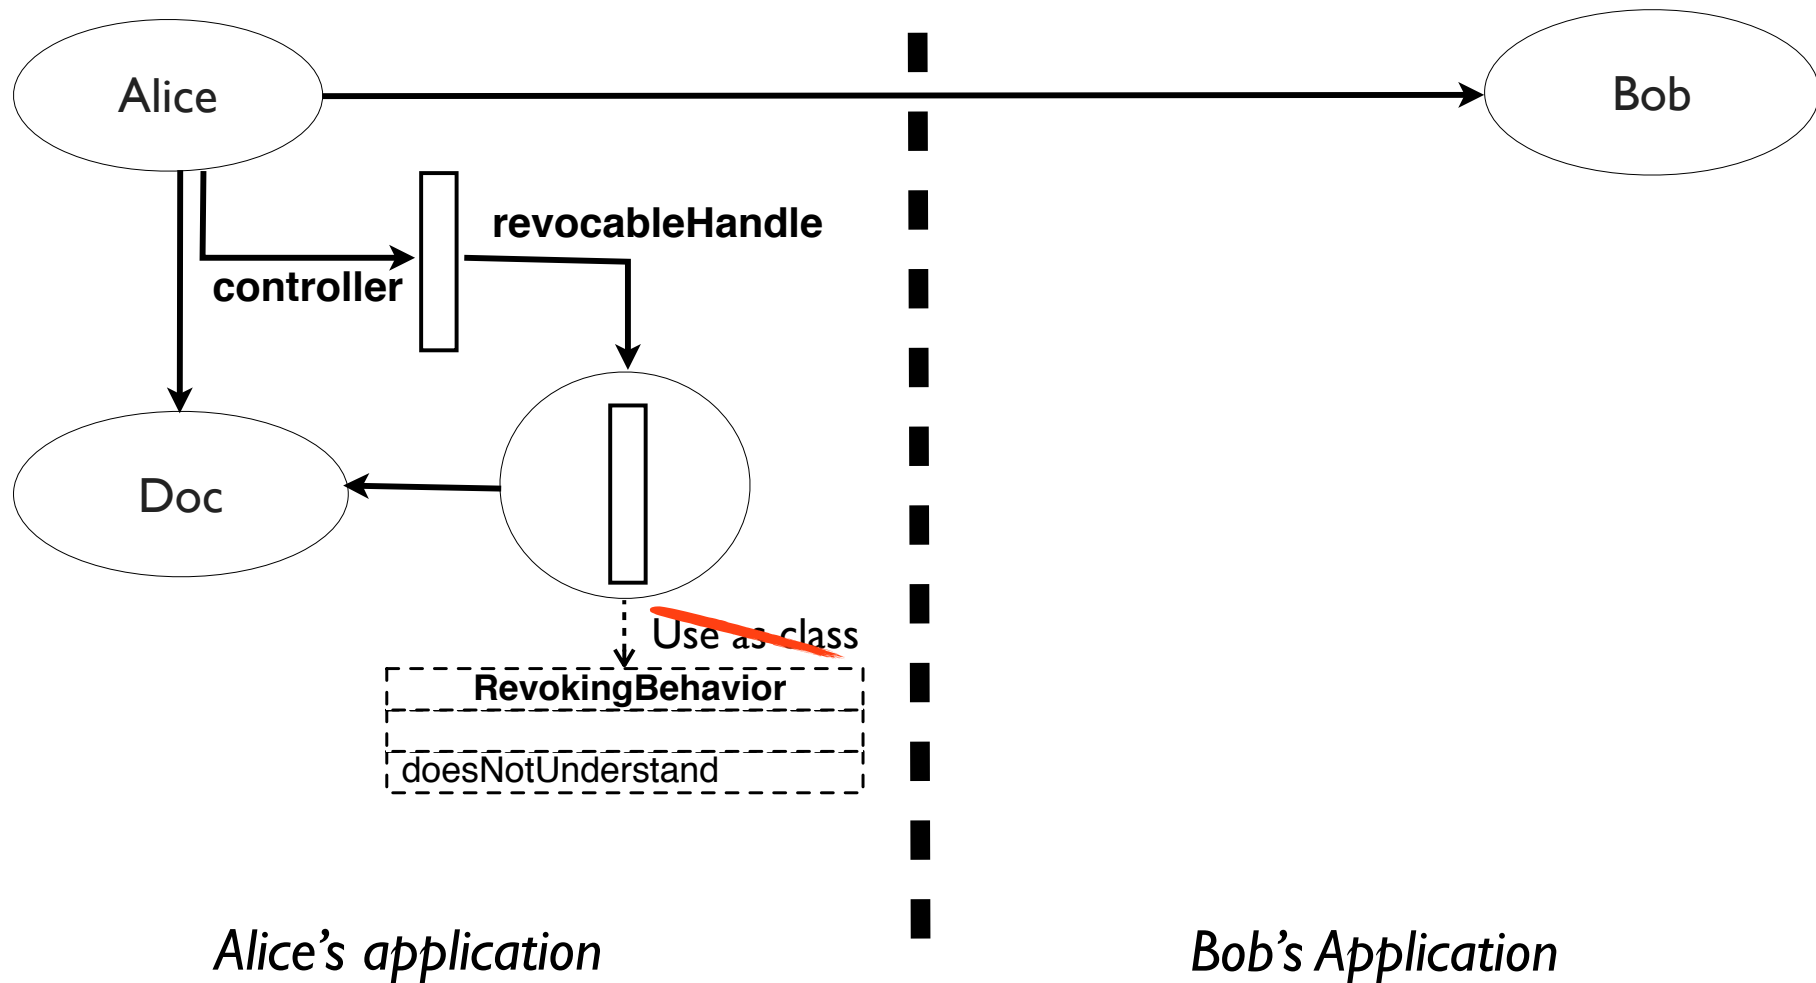 Alice
Bob
revocableHandle
controller
Doc
Use as class
RevokingBehavior
doesNotUnderstand
Alice's application
Bob's Application